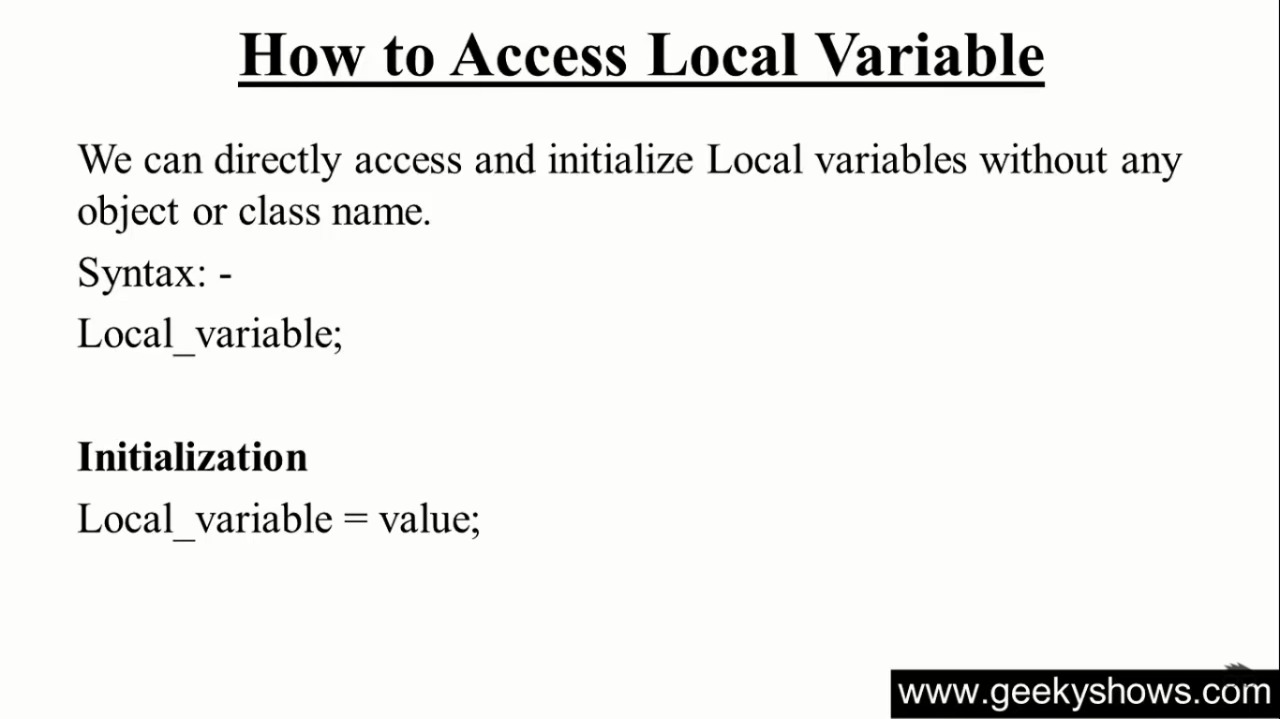 How to Access Local Variable
We can directly access and initialize Local variables without any
object or class name.
Syntax: -
Local_variable;
Initialization
Local_variable = value;
www.geekyshows.com